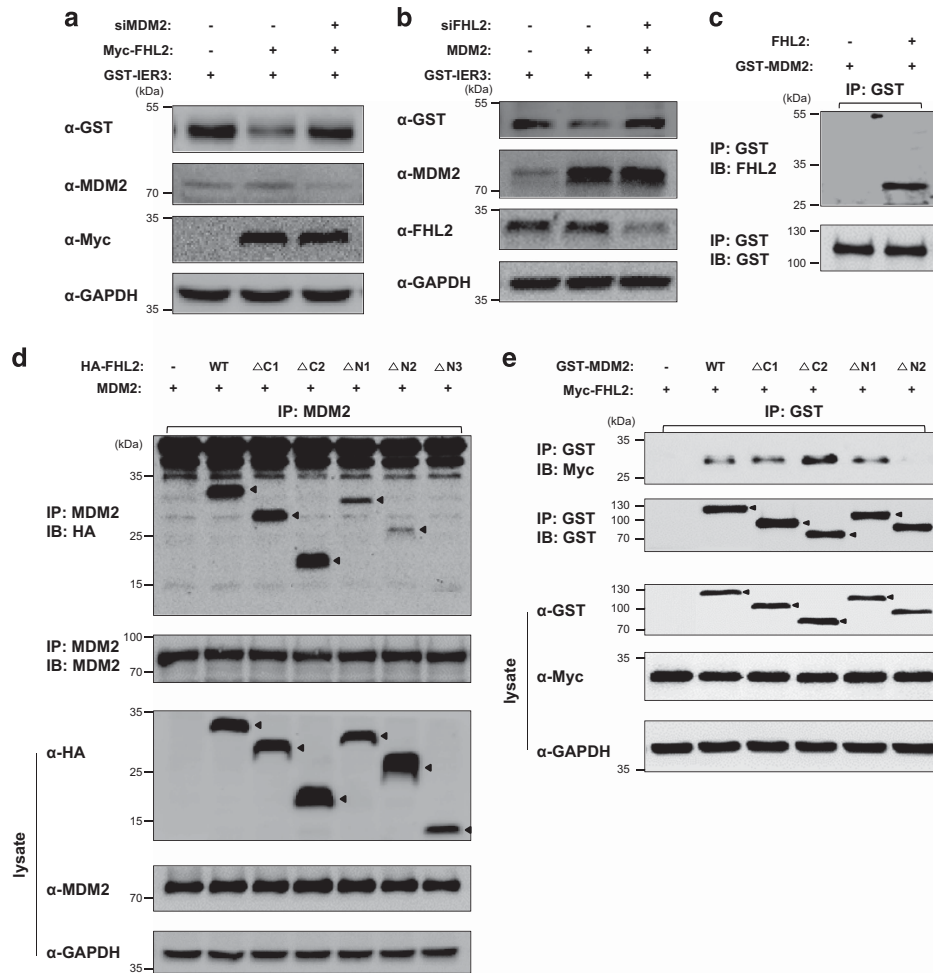 a
siMDM2: - - +
Myc-FHL2: - + +
GST-IER3: + + +
(kDa)
55
α-GST
α-MDM2
70
35
α-Myc
α-GAPDH
35
b
siFHL2: - - +
MDM2: - + +
GST-IER3: + + +
(kDa)
55
α-GST
α-MDM2
70
35
α-FHL2
α-GAPDH
35
c
FHL2: - +
GST-MDM2: + +
IP: GST
(kDa)
55
IP: GST
IB: FHL2
35
25
130
IP: GST
IB: GST
100
d
HA-FHL2: - WT △C1 △C2 △N1 △N2 △N3
MDM2: + + + + + + +
IP: MDM2
(kDa)
35
IP: MDM2
IB: HA
25
15
100
IP: MDM2
IB: MDM2
70
35
α-HA
25
15
α-MDM2
70
α-GAPDH
35
lysate
e
GST-MDM2: - WT △C1 △C2 △N1 △N2
Myc-FHL2: + + + + + +
IP: GST
(kDa)
35
IP: GST
IB: Myc
25
130
IP: GST
IB: GST
100
70
130
α-GST
100
70
35
α-Myc
α-GAPDH
35
lysate